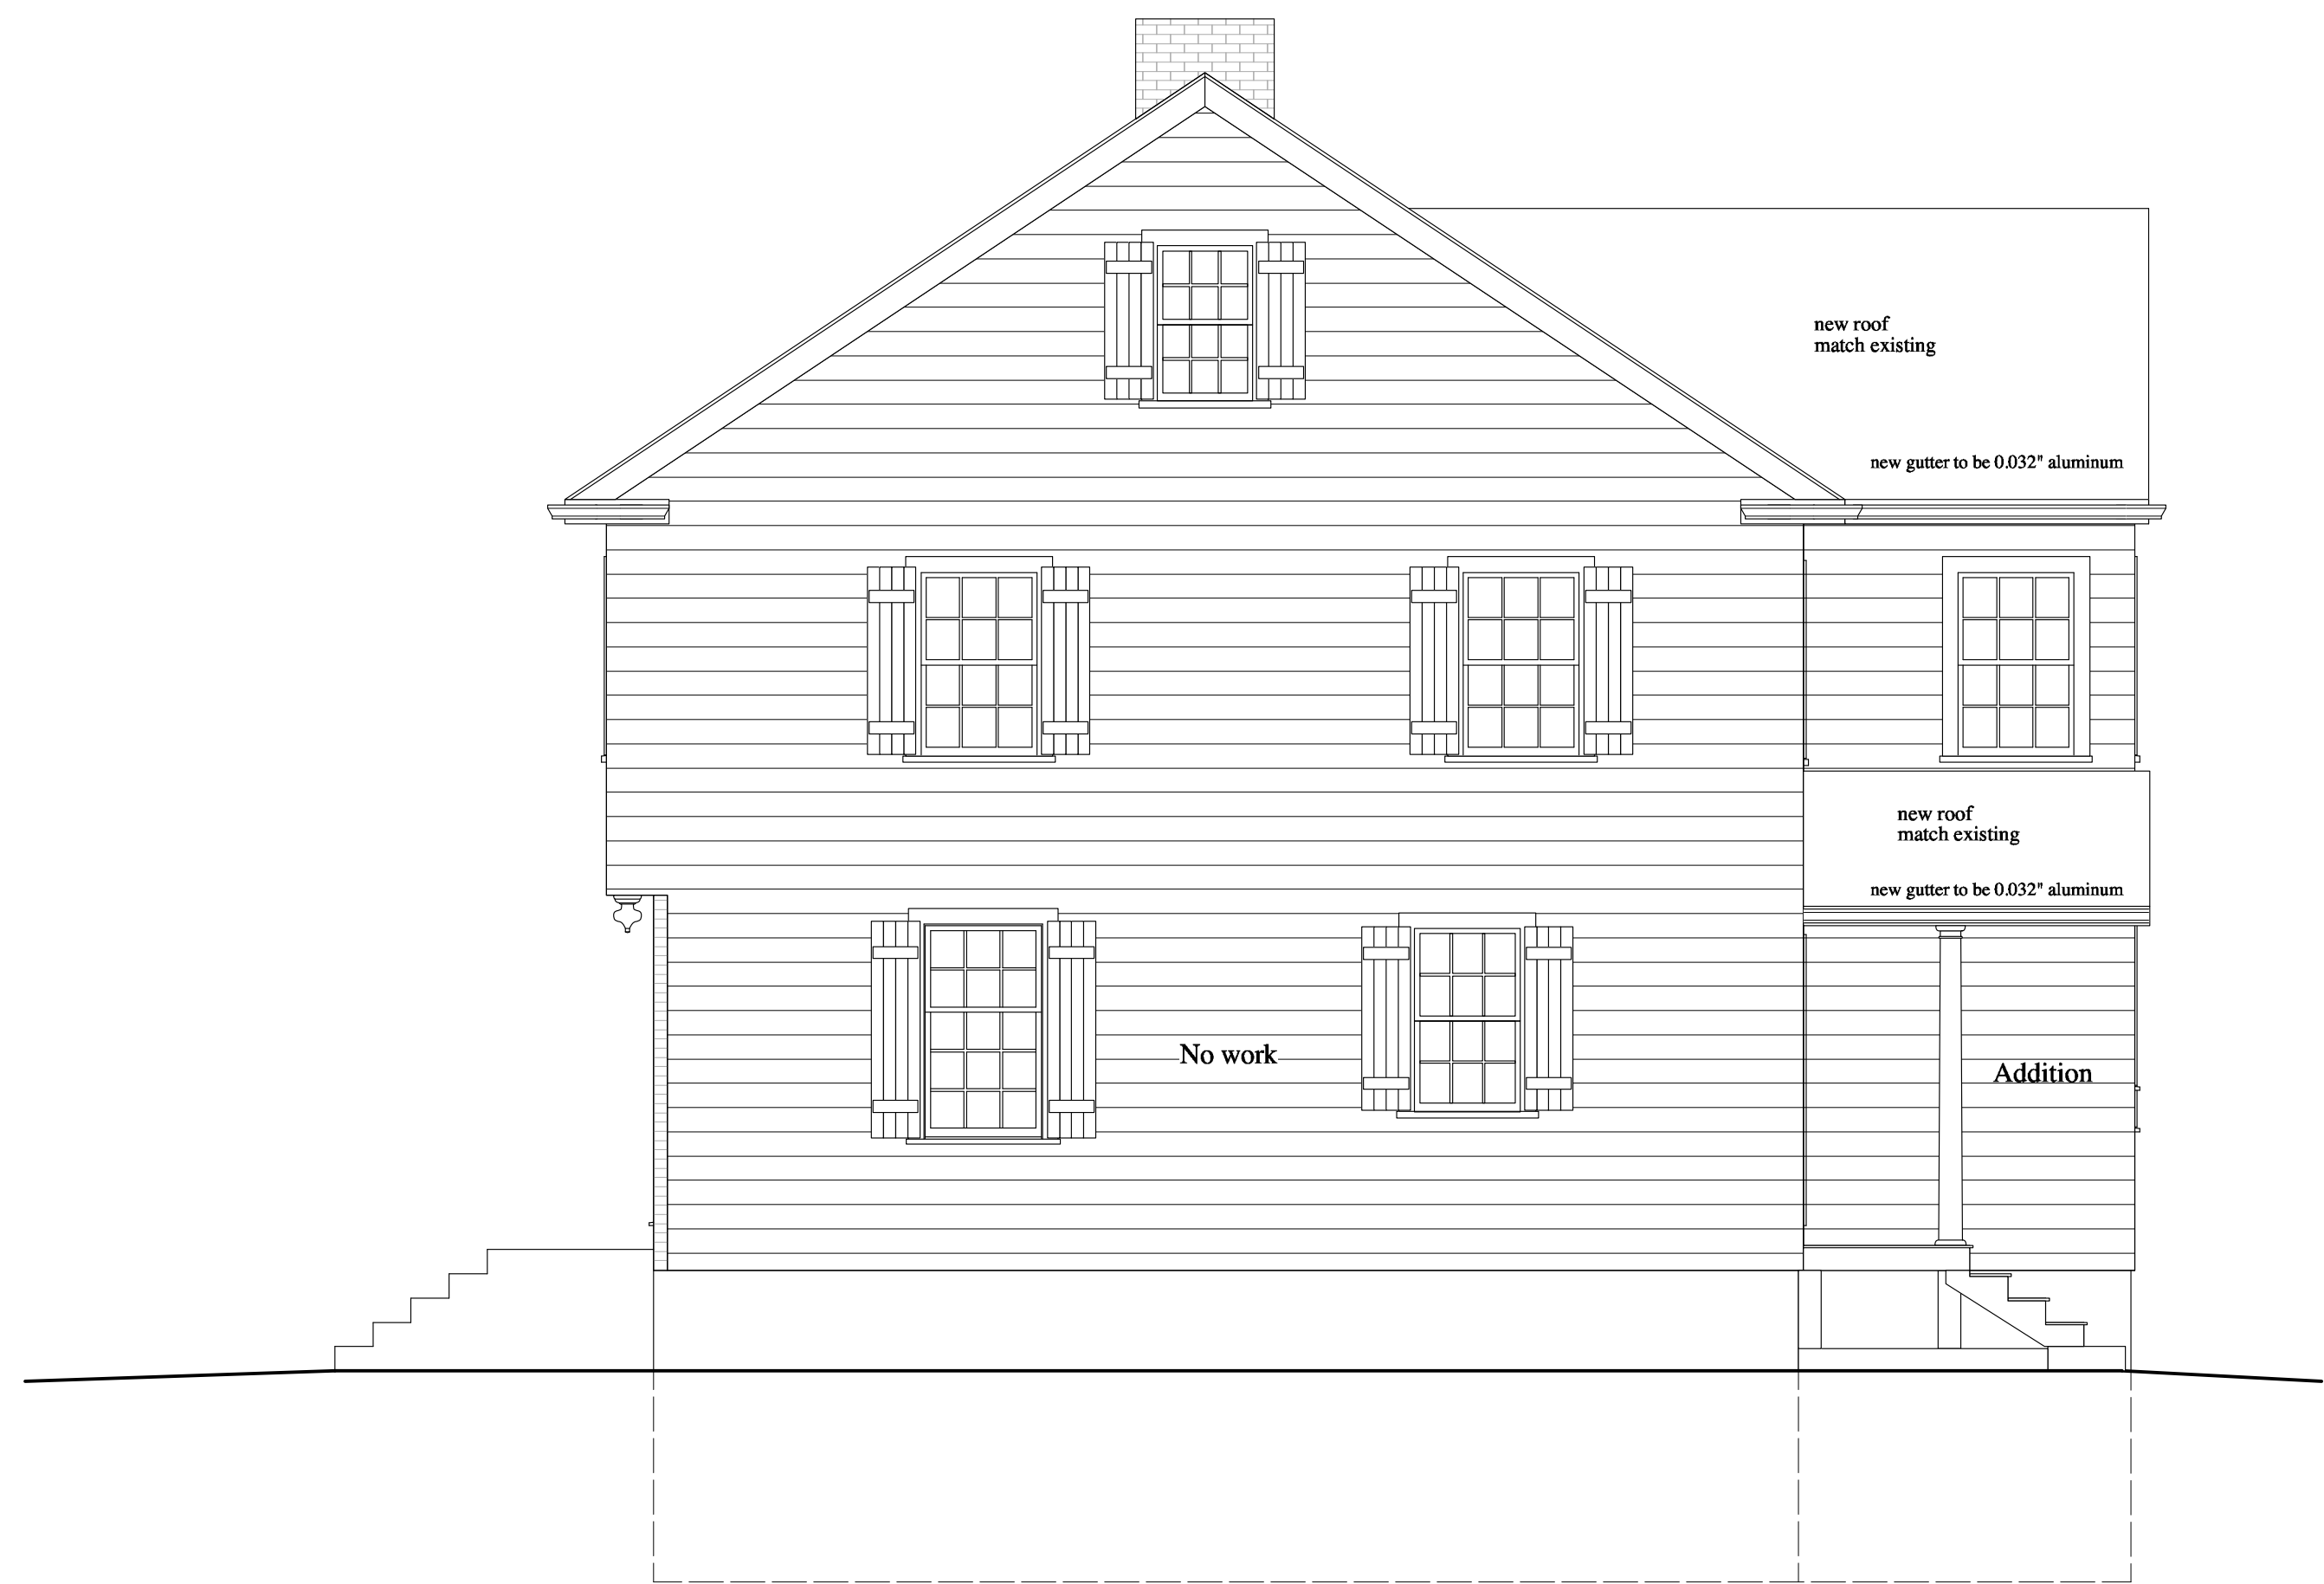 new roof
match existing
new gutter to be 0.032" aluminum
new roof
match existing
new gutter to be 0.032" aluminum
No work
Addition